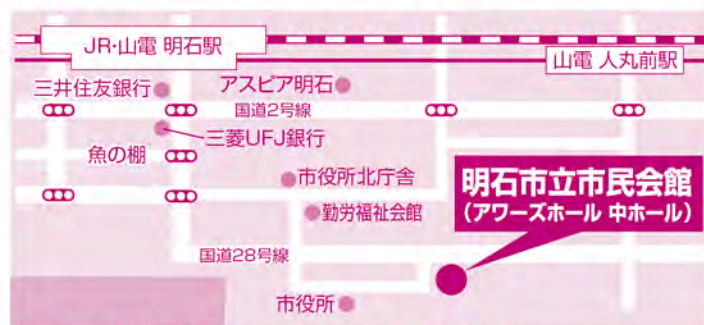 JR・山電 明石駅
山電 人丸前駅
三井住友銀行
アスピア明石
国道2号線
三菱UFJ銀行
魚の棚
市役所北庁舎
明石市立市民会館
(アワーズホール 中ホール)
勤労福祉会館
国道28号線
市役所